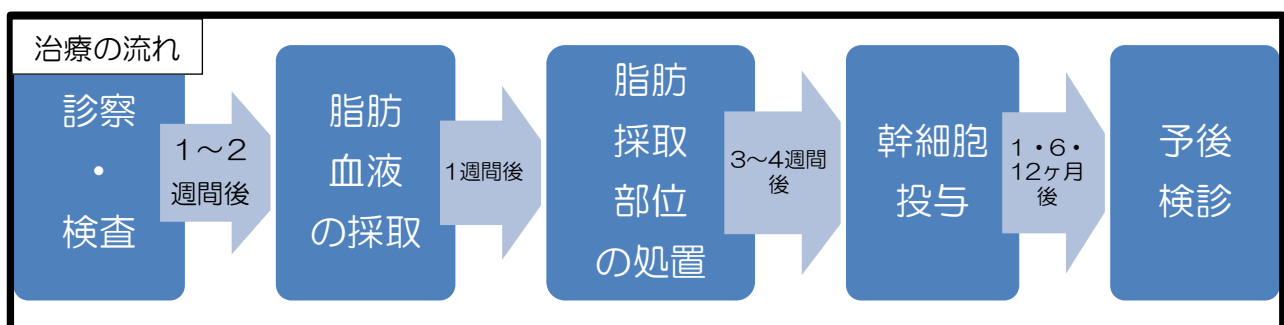 治療の流れ
診察
・
検査
1～2
週間後
脂肪
血液
の採取
1週間後
脂肪
採取
部位
の処置
3～4週間
後
幹細胞
投与
1・6・
12ヶ月
後
予後
検診